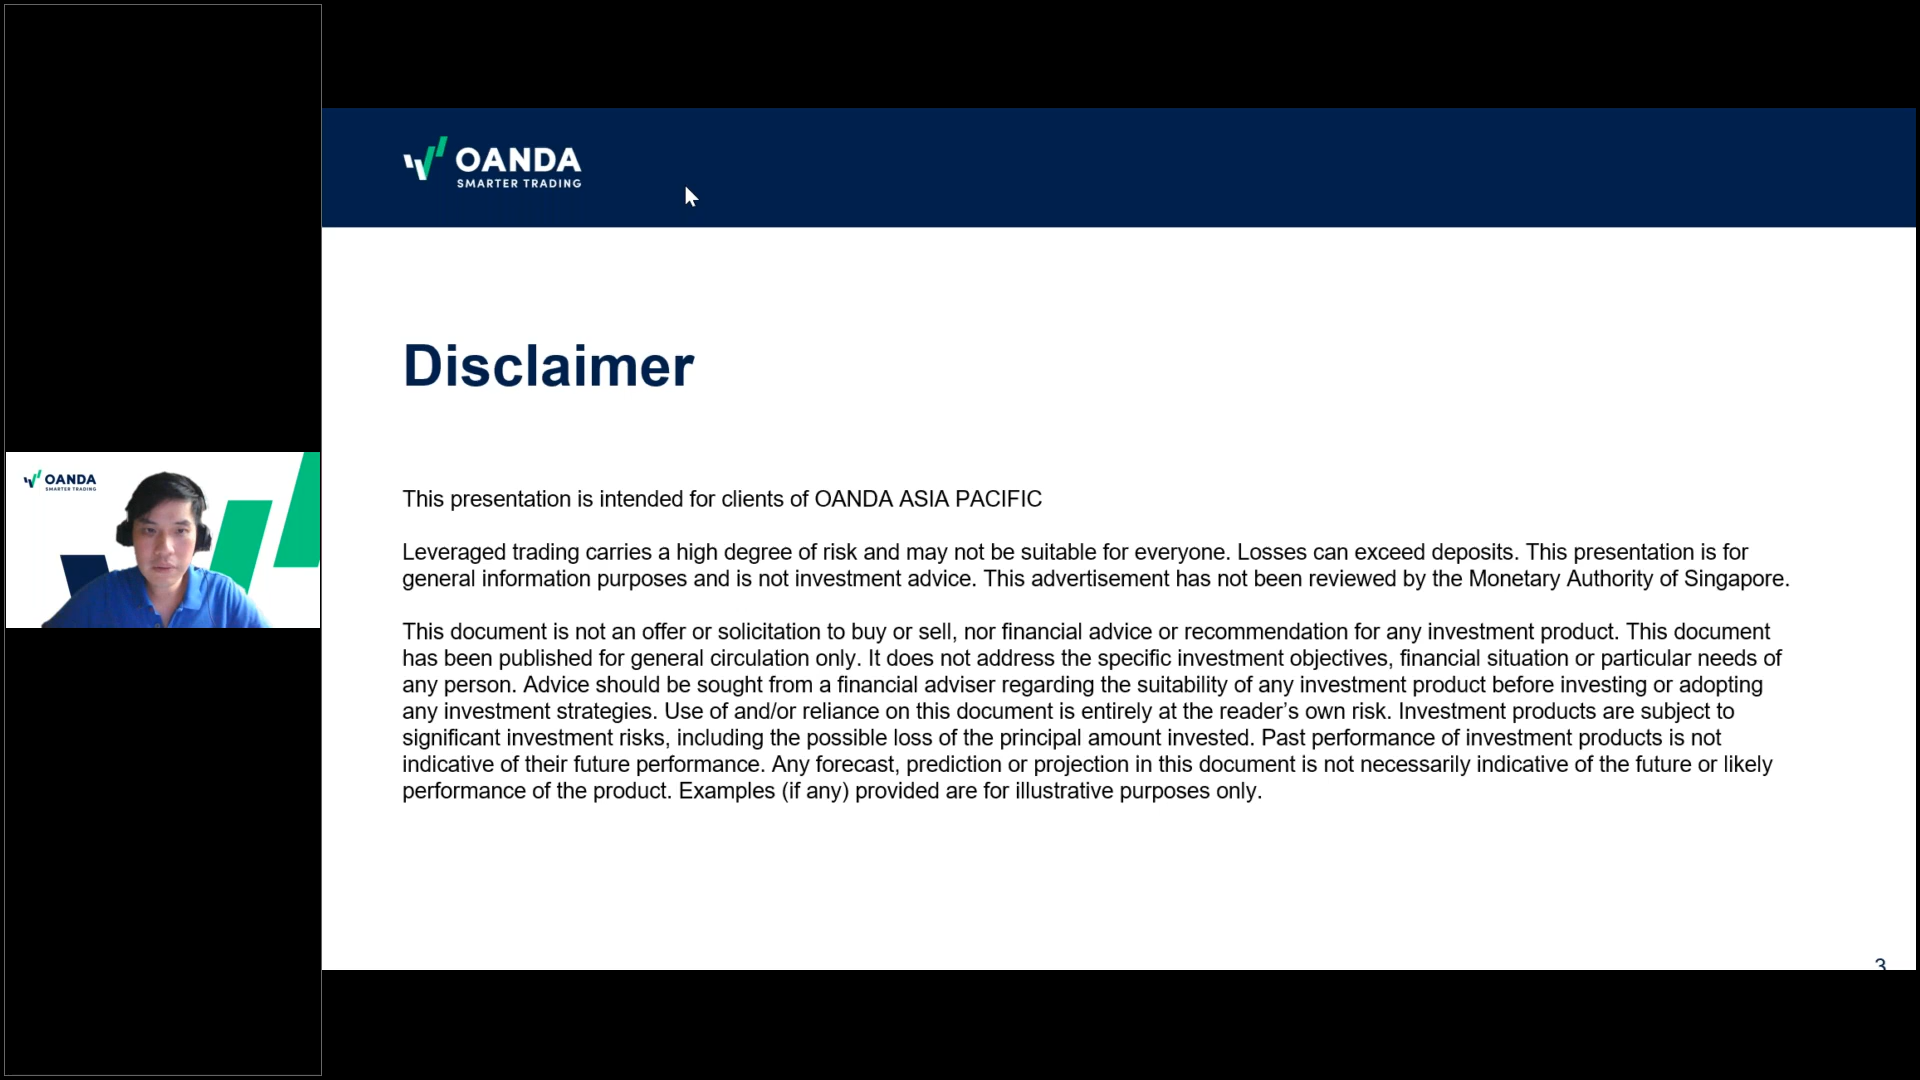 OANDA
SMARTER TRADING
Disclaimer
This presentation is intended for clients of OANDA ASIA PACIFIC
Leveraged trading carries a high degree of risk and may not be suitable for everyone. Losses can exceed deposits. This presentation is for
general information purposes and is not investment advice. This advertisement has not been reviewed by the Monetary Authority of Singapore.
This document is not an offer or solicitation to buy or sell, nor financial advice or recommendation for any investment product. This document
has been published for general circulation only. It does not address the specific investment objectives, financial situation or particular needs of
any person. Advice should be sought from a financial adviser regarding the suitability of any investment product before investing or adopting
any investment strategies. Use of and/or reliance on this document is entirely at the reader’s own risk. Investment products are subject to
significant investment risks, including the possible loss of the principal amount invested. Past performance of investment products is not
indicative of their future performance. Any forecast, prediction or projection in this document is not necessarily indicative of the future or likely
performance of the product. Examples (if any) provided are for illustrative purposes only.
3
OANDA
SMARTER TRADING